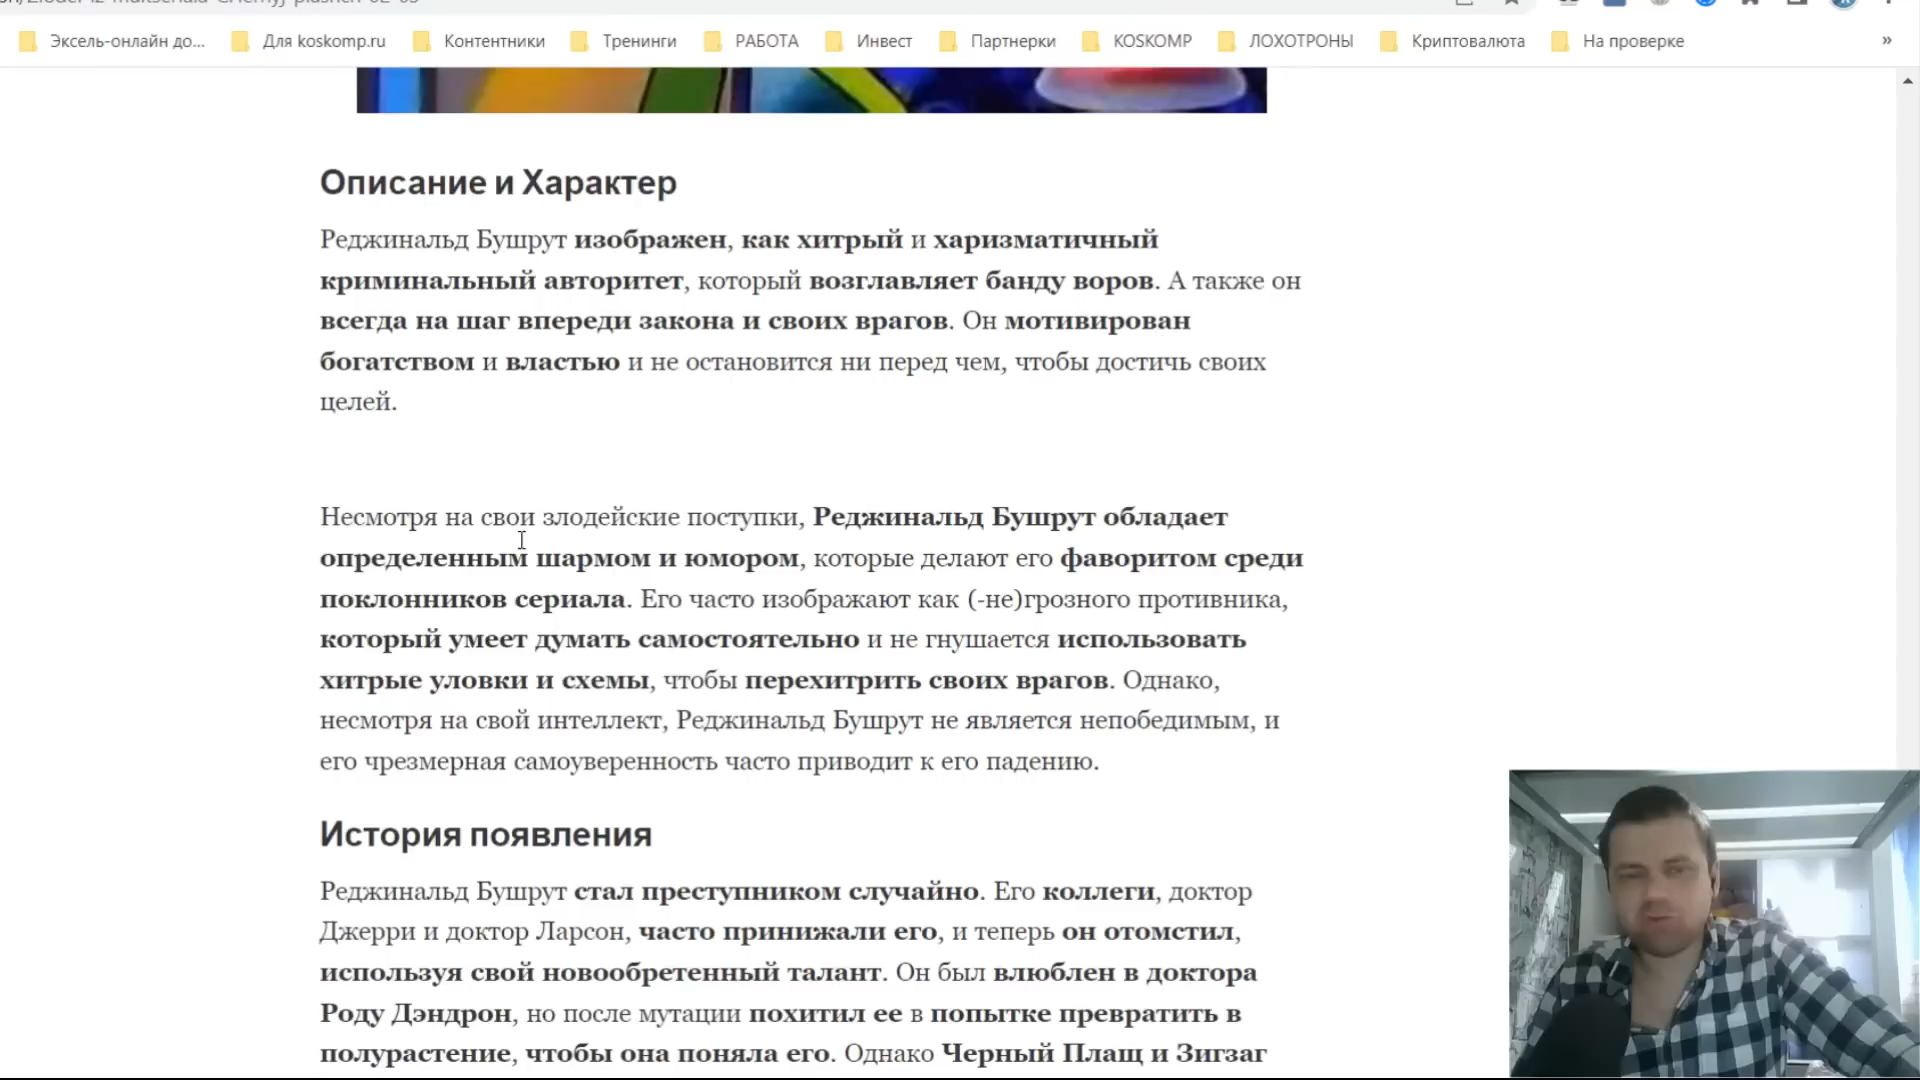 Эксель-онлайн до... Для koskomp.ru Контентники Тренинги РАБОТА Инвест Партнерки KOSKOMP ЛОХОТРОНЫ Криптовалюта На проверке »
Описание и Характер
Реджинальд Бушрут изображен, как хитрый и харизматичный
криминальный авторитет, который возглавляет банду воров. А также он
всегда на шаг впереди закона и своих врагов. Он мотивирован
богатством и властью и не остановится ни перед чем, чтобы достичь своих
целей.
Несмотря на свои злодейские поступки, Реджинальд Бушрут обладает
определенным шармом и юмором, которые делают его фаворитом среди
поклонников сериала. Его часто изображают как (-не)грозного противника,
который умеет думать самостоятельно и не гнушается использовать
хитрые уловки и схемы, чтобы перехитрить своих врагов. Однако,
несмотря на свой интеллект, Реджинальд Бушрут не является непобедимым, и
его чрезмерная самоуверенность часто приводит к его падению.
История появления
Реджинальд Бушрут стал преступником случайно. Его коллеги, доктор
Джерри и доктор Ларсон, часто принижали его, и теперь он отомстил,
используя свой новообретенный талант. Он был влюблен в доктора
Роду Дэндрон, но после мутации похитил ее в попытке превратить в
полурастение, чтобы она поняла его. Однако Черный Плащ и Зигзаг